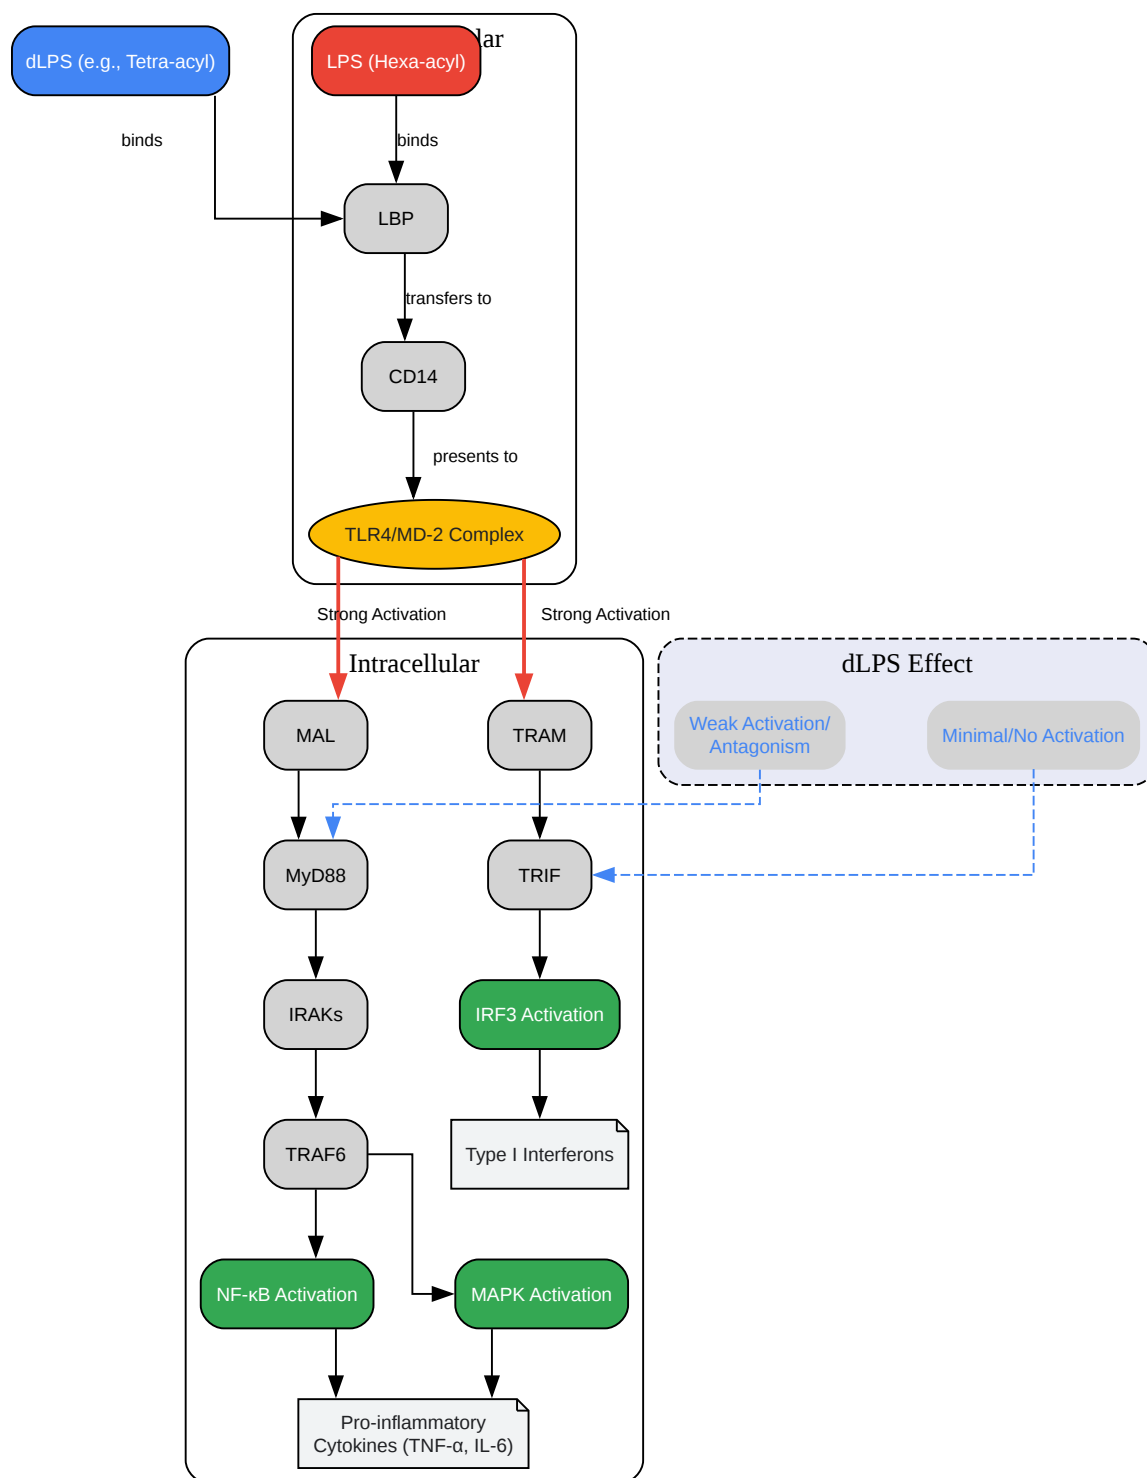 dLPS (e.g., Tetra-acyl)
LPS (Hexa-acyl)
binds
binds
LBP
transfers to
CD14
presents to
TLR4/MD-2 Complex
Strong Activation
Strong Activation
Intracellular
dLPS Effect
Weak Activation/
Antagonism
Minimal/No Activation
MAL
TRAM
MyD88
TRIF
IRAKs
IRF3 Activation
TRAF6
Type I Interferons
NF-κB Activation
MAPK Activation
Pro-inflammatory
Cytokines (TNF-α, IL-6)